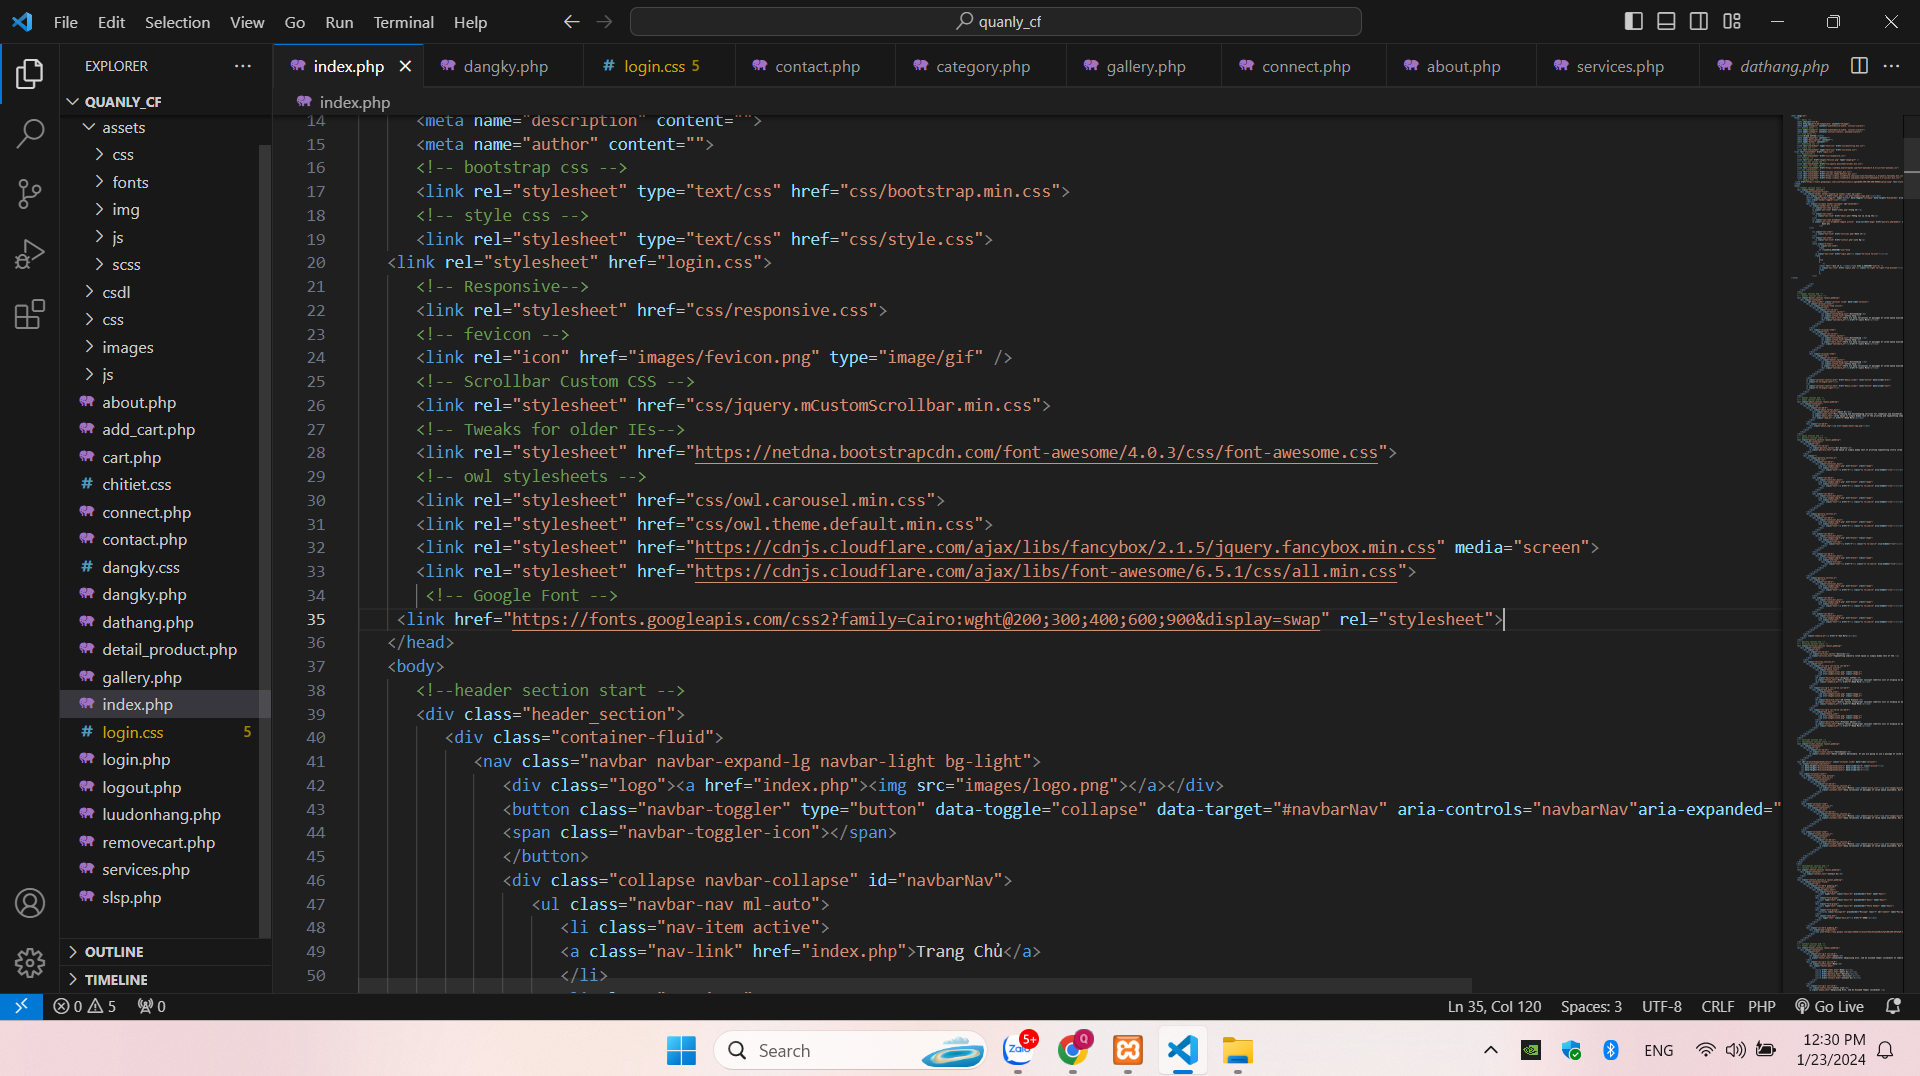 File Edit Selection View Go Run Terminal Help
quanly_cf
EXPLORER
QUANLY_CF
assets
css
fonts
img
js
scss
csdl
css
images
js
about.php
add_cart.php
cart.php
chitiet.css
connect.php
contact.php
dangky.css
dangky.php
dathang.php
detail_product.php
gallery.php
index.php
login.css 5
login.php
logout.php
luudonhang.php
removecart.php
services.php
slsp.php
OUTLINE
TIMELINE
index.php dangky.php login.css 5 contact.php category.php gallery.php connect.php about.php services.php dathang.php
index.php
14 <meta name="description" content="">
15 <meta name="author" content="">
16 <!-- bootstrap css -->
17 <link rel="stylesheet" type="text/css" href="css/bootstrap.min.css">
18 <!-- style css -->
19 <link rel="stylesheet" type="text/css" href="css/style.css">
20 <link rel="stylesheet" href="login.css">
21 <!-- Responsive-->
22 <link rel="stylesheet" href="css/responsive.css">
23 <!-- fevicon -->
24 <link rel="icon" href="images/fevicon.png" type="image/gif" />
25 <!-- Scrollbar Custom CSS -->
26 <link rel="stylesheet" href="css/jquery.mCustomScrollbar.min.css">
27 <!-- Tweaks for older IEs-->
28 <link rel="stylesheet" href="https://netdna.bootstrapcdn.com/font-awesome/4.0.3/css/font-awesome.css">
29 <!-- owl stylesheets -->
30 <link rel="stylesheet" href="css/owl.carousel.min.css">
31 <link rel="stylesheet" href="css/owl.theme.default.min.css">
32 <link rel="stylesheet" href="https://cdnjs.cloudflare.com/ajax/libs/fancybox/2.1.5/jquery.fancybox.min.css" media="screen">
33 <link rel="stylesheet" href="https://cdnjs.cloudflare.com/ajax/libs/font-awesome/6.5.1/css/all.min.css">
34 <!-- Google Font -->
35 <link href="https://fonts.googleapis.com/css2?family=Cairo:wght@200;300;400;600;900&display=swap" rel="stylesheet">
36 </head>
37 <body>
38 <!--header section start -->
39 <div class="header_section">
40 <div class="container-fluid">
41 <nav class="navbar navbar-expand-lg navbar-light bg-light">
42 <div class="logo"><a href="index.php"><img src="images/logo.png"></a></div>
43 <button class="navbar-toggler" type="button" data-toggle="collapse" data-target="#navbarNav" aria-controls="navbarNav"aria-expanded="
44 <span class="navbar-toggler-icon"></span>
45 </button>
46 <div class="collapse navbar-collapse" id="navbarNav">
47 <ul class="navbar-nav ml-auto">
48 <li class="nav-item active">
49 <a class="nav-link" href="index.php">Trang Chủ</a>
50 </li>
0 5 0
Ln 35, Col 120 Spaces: 3 UTF-8 CRLF PHP Go Live
Search
Zalo 5+
Q
ENG
12:30 PM
1/23/2024